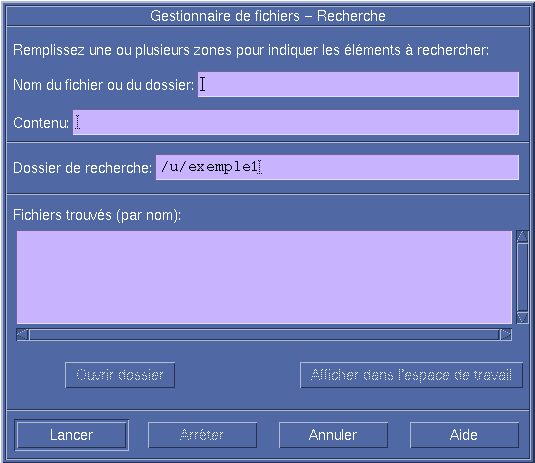 Gestionnaire de fichiers – Recherche
Remplissez une ou plusieurs zones pour indiquer les éléments à rechercher:
Nom du fichier ou du dossier:
Contenu:
Dossier de recherche: /u/exemple1
Fichiers trouvés (par nom):
Ouvrir dossier Afficher dans l'espace de travail
Lancer Arrêter Annuler Aide